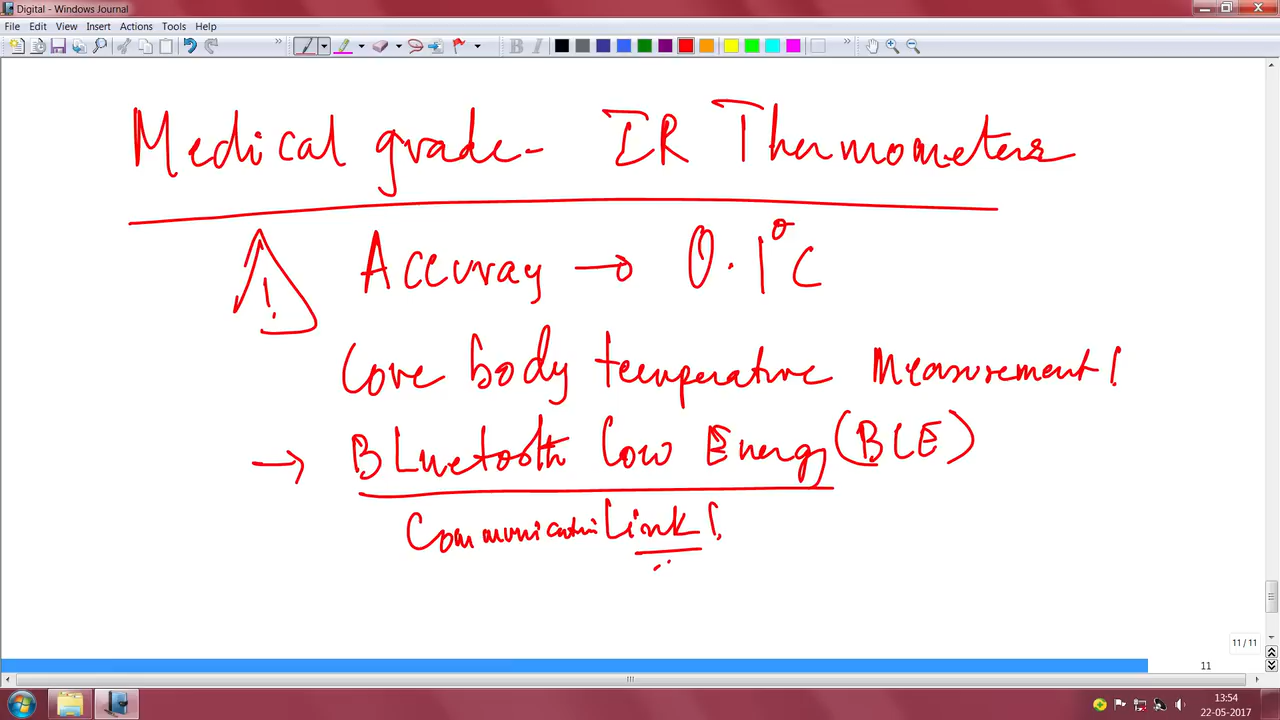 Digital - Windows Journal
File Edit View Insert Actions Tools Help
Medical grade - IR Thermometers
! Accuray → 0.1°C
Core body temperature Measurement!
→ BLuetooth Low Energy (BLE)
Communication Link!
11 / 11
11
13:54
22-05-2017